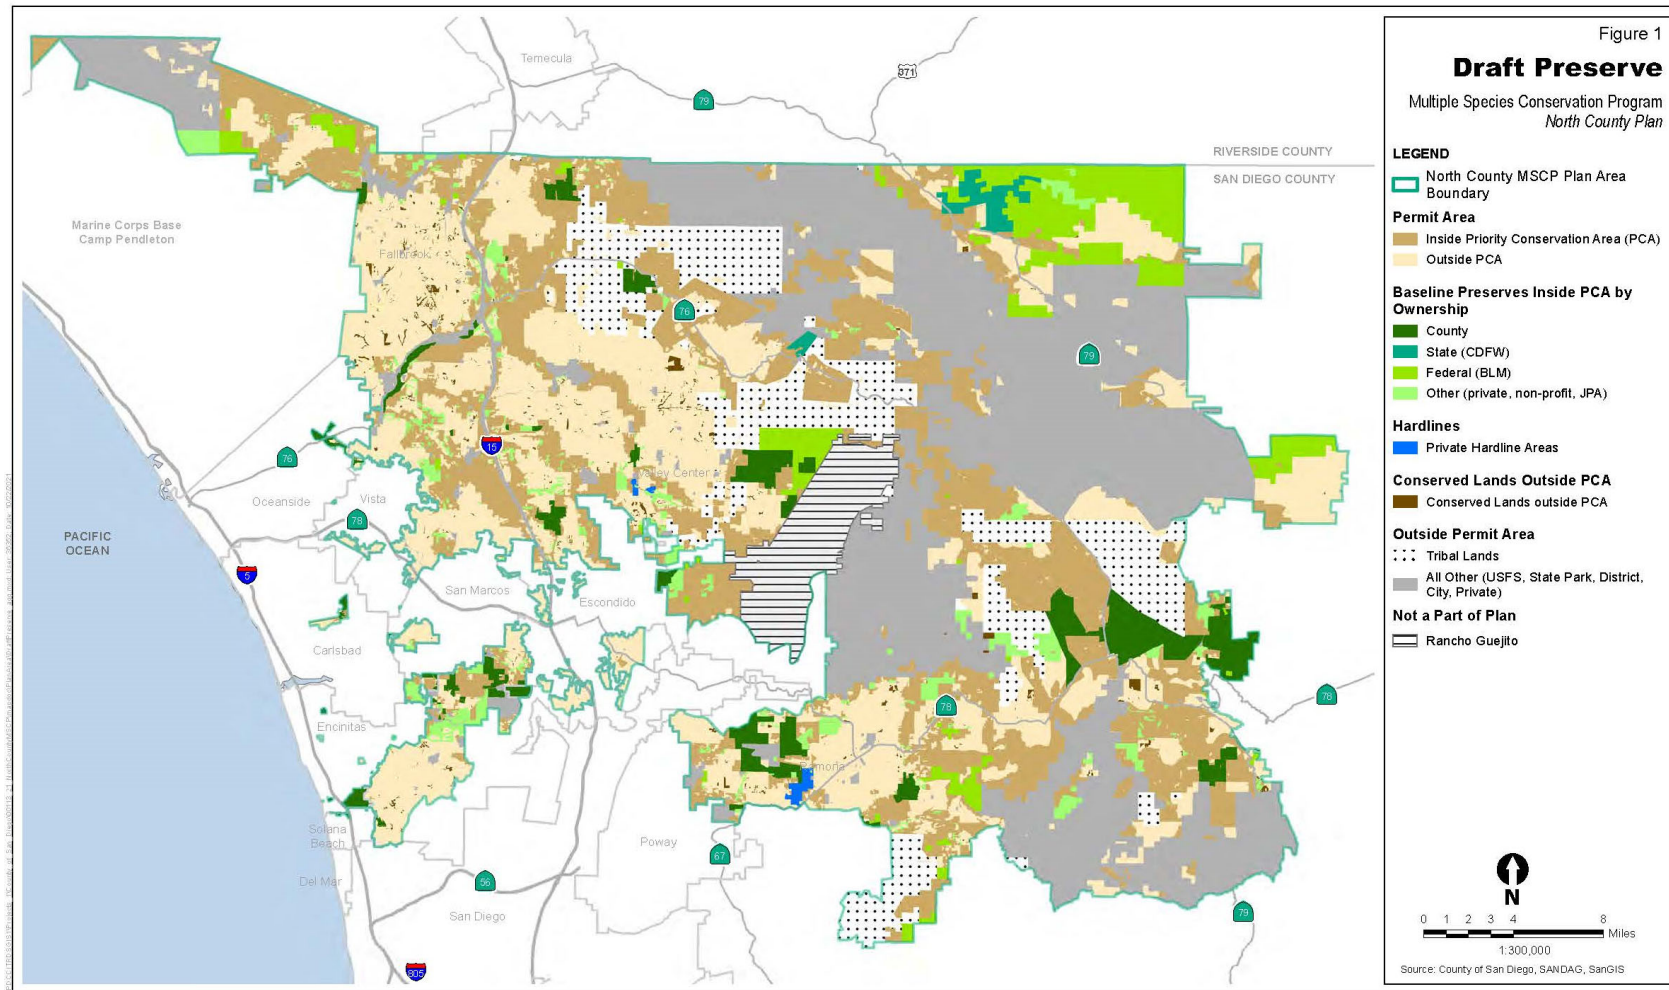 Figure 1
Draft Preserve
Multiple Species Conservation Program
North County Plan
LEGEND
North County MSCP Plan Area
Boundary
Permit Area
Inside Priority Conservation Area (PCA)
Outside PCA
Baseline Preserves Inside PCA by
Ownership
County
State (CDFW)
Federal (BLM)
Other (private, non-profit, JPA)
Hardlines
Private Hardline Areas
Conserved Lands Outside PCA
Conserved Lands outside PCA
Outside Permit Area
Tribal Lands
All Other (USFS, State Park, District,
City, Private)
Not a Part of Plan
Rancho Guejito
N
0 1 2 3 4 8
Miles
1:300,000
Source: County of San Diego, SANDAG, SanGIS
Temecula
371
79
RIVERSIDE COUNTY
SAN DIEGO COUNTY
Marine Corps Base
Camp Pendleton
Fallbrook
76
79
15
76
Valley Center
Oceanside
Vista
78
PACIFIC
OCEAN
5
San Marcos
Escondido
Carlsbad
78
78
Encinitas
Ramona
Solana
Beach
Poway
67
Del Mar
56
San Diego
79
805